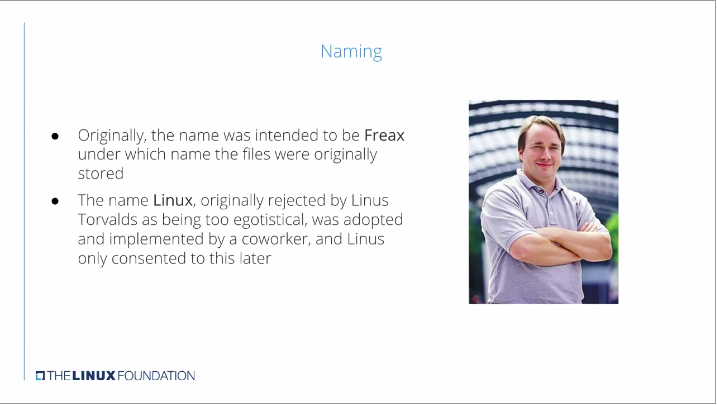 Naming
● Originally, the name was intended to be Freax
under which name the files were originally
stored
● The name Linux, originally rejected by Linus
Torvalds as being too egotistical, was adopted
and implemented by a coworker, and Linus
only consented to this later
THE LINUX FOUNDATION